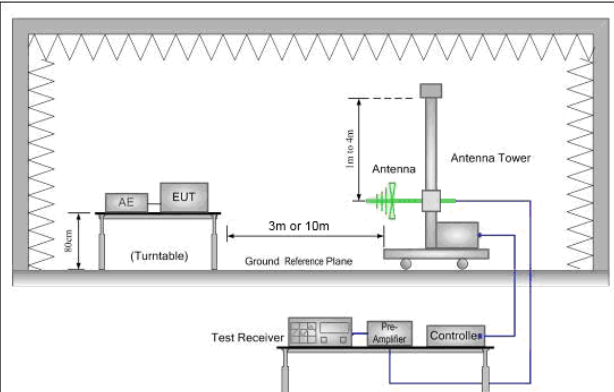 1m to 4m
Antenna
Antenna Tower
AE
EUT
80cm
(Turntable)
3m or 10m
Ground Reference Plane
Test Receiver
Pre-
Amplifier
Controller